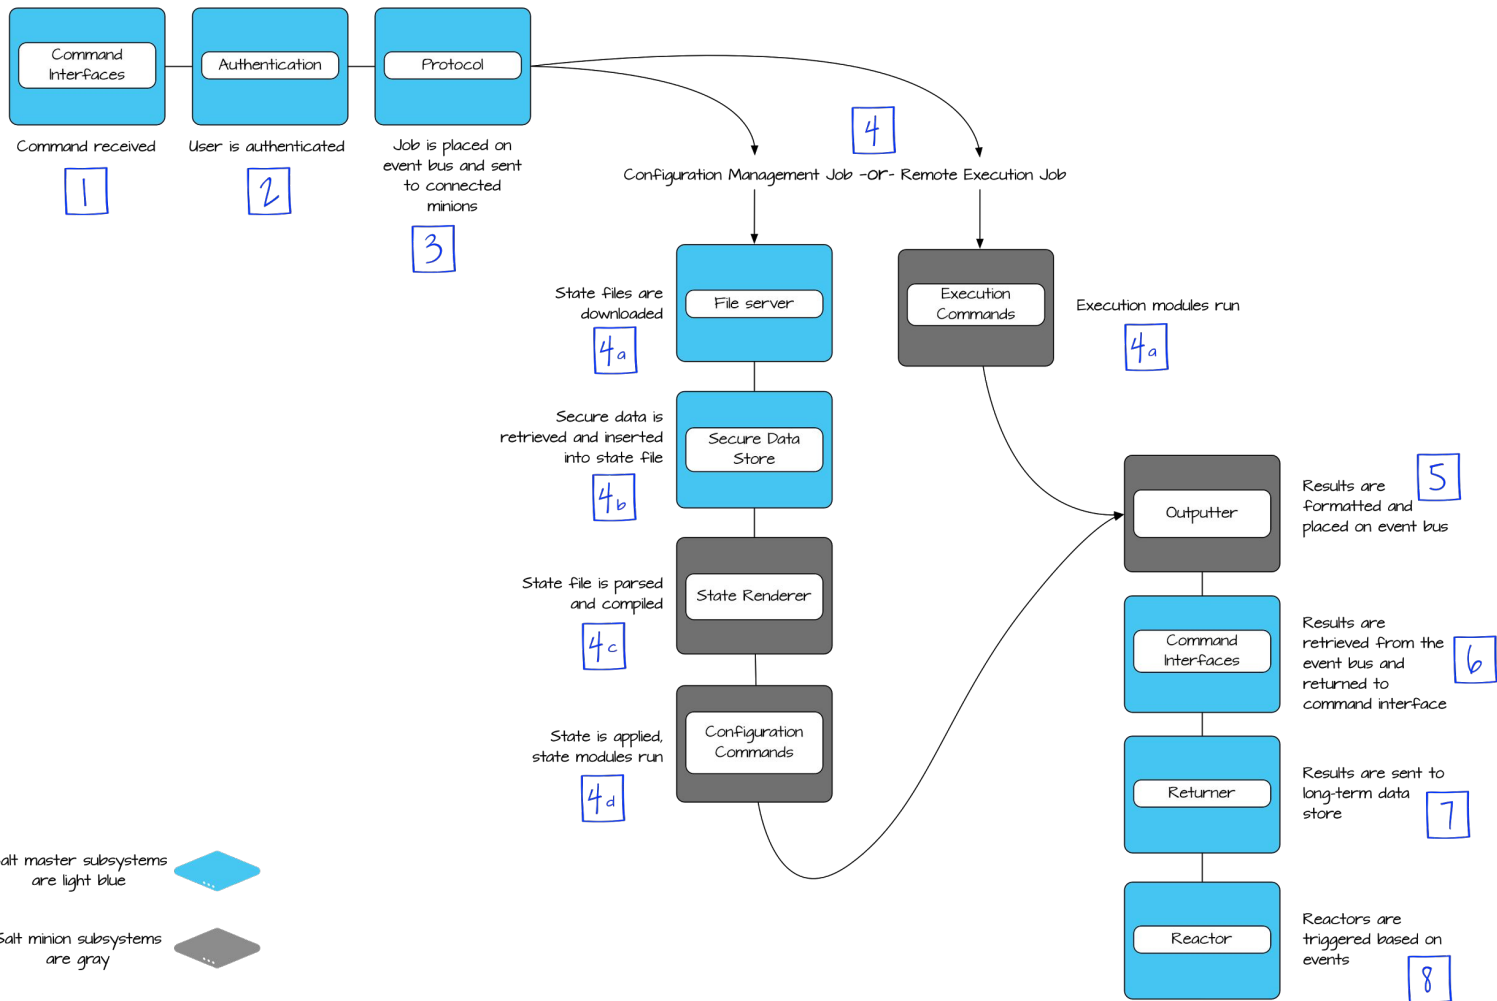 Command
Interfaces
Authentication
Protocol
Command received
1
User is authenticated
2
Job is placed on
event bus and sent
to connected
minions
3
4
Configuration Management Job -or- Remote Execution Job
State files are
downloaded
4a
File server
Execution
Commands
Execution modules run
4a
Secure data is
retrieved and inserted
into state file
4b
Secure Data
Store
State file is parsed
and compiled
4c
State Renderer
State is applied,
state modules run
4d
Configuration
Commands
Outputter
Results are
formatted and
placed on event bus
5
Command
Interfaces
Results are
retrieved from the
event bus and
returned to
command interface
6
Returner
Results are sent to
long-term data
store
7
Reactor
Reactors are
triggered based on
events
8
alt master subsystems
are light blue
Salt minion subsystems
are gray